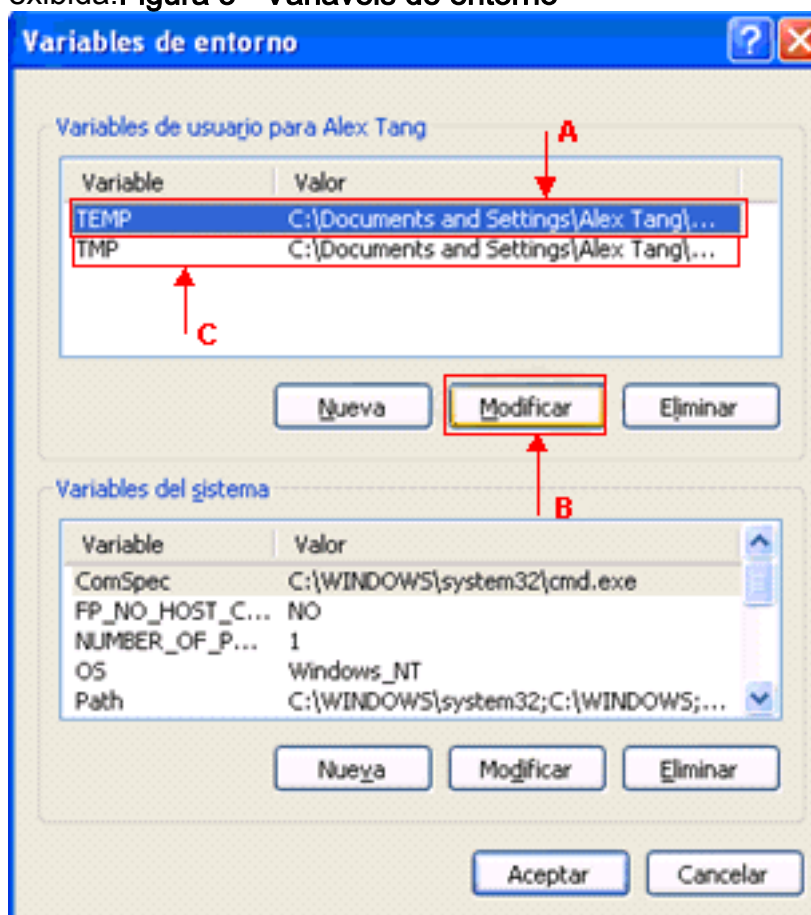 exibida.Figura 8 - Variáveis de entorno
Variables de entorno
Variables de usuario para Alex Tang
A
Variable Valor
TEMP C:\Documents and Settings\Alex Tang\...
TMP C:\Documents and Settings\Alex Tang\...
C
Nueva Modificar Eliminar
B
Variables del sistema
Variable Valor
ComSpec C:\WINDOWS\system32\cmd.exe
FP_NO_HOST_C... NO
NUMBER_OF_P... 1
OS Windows_NT
Path C:\WINDOWS\system32;C:\WINDOWS;...
Nueva Modificar Eliminar
Aceptar Cancelar